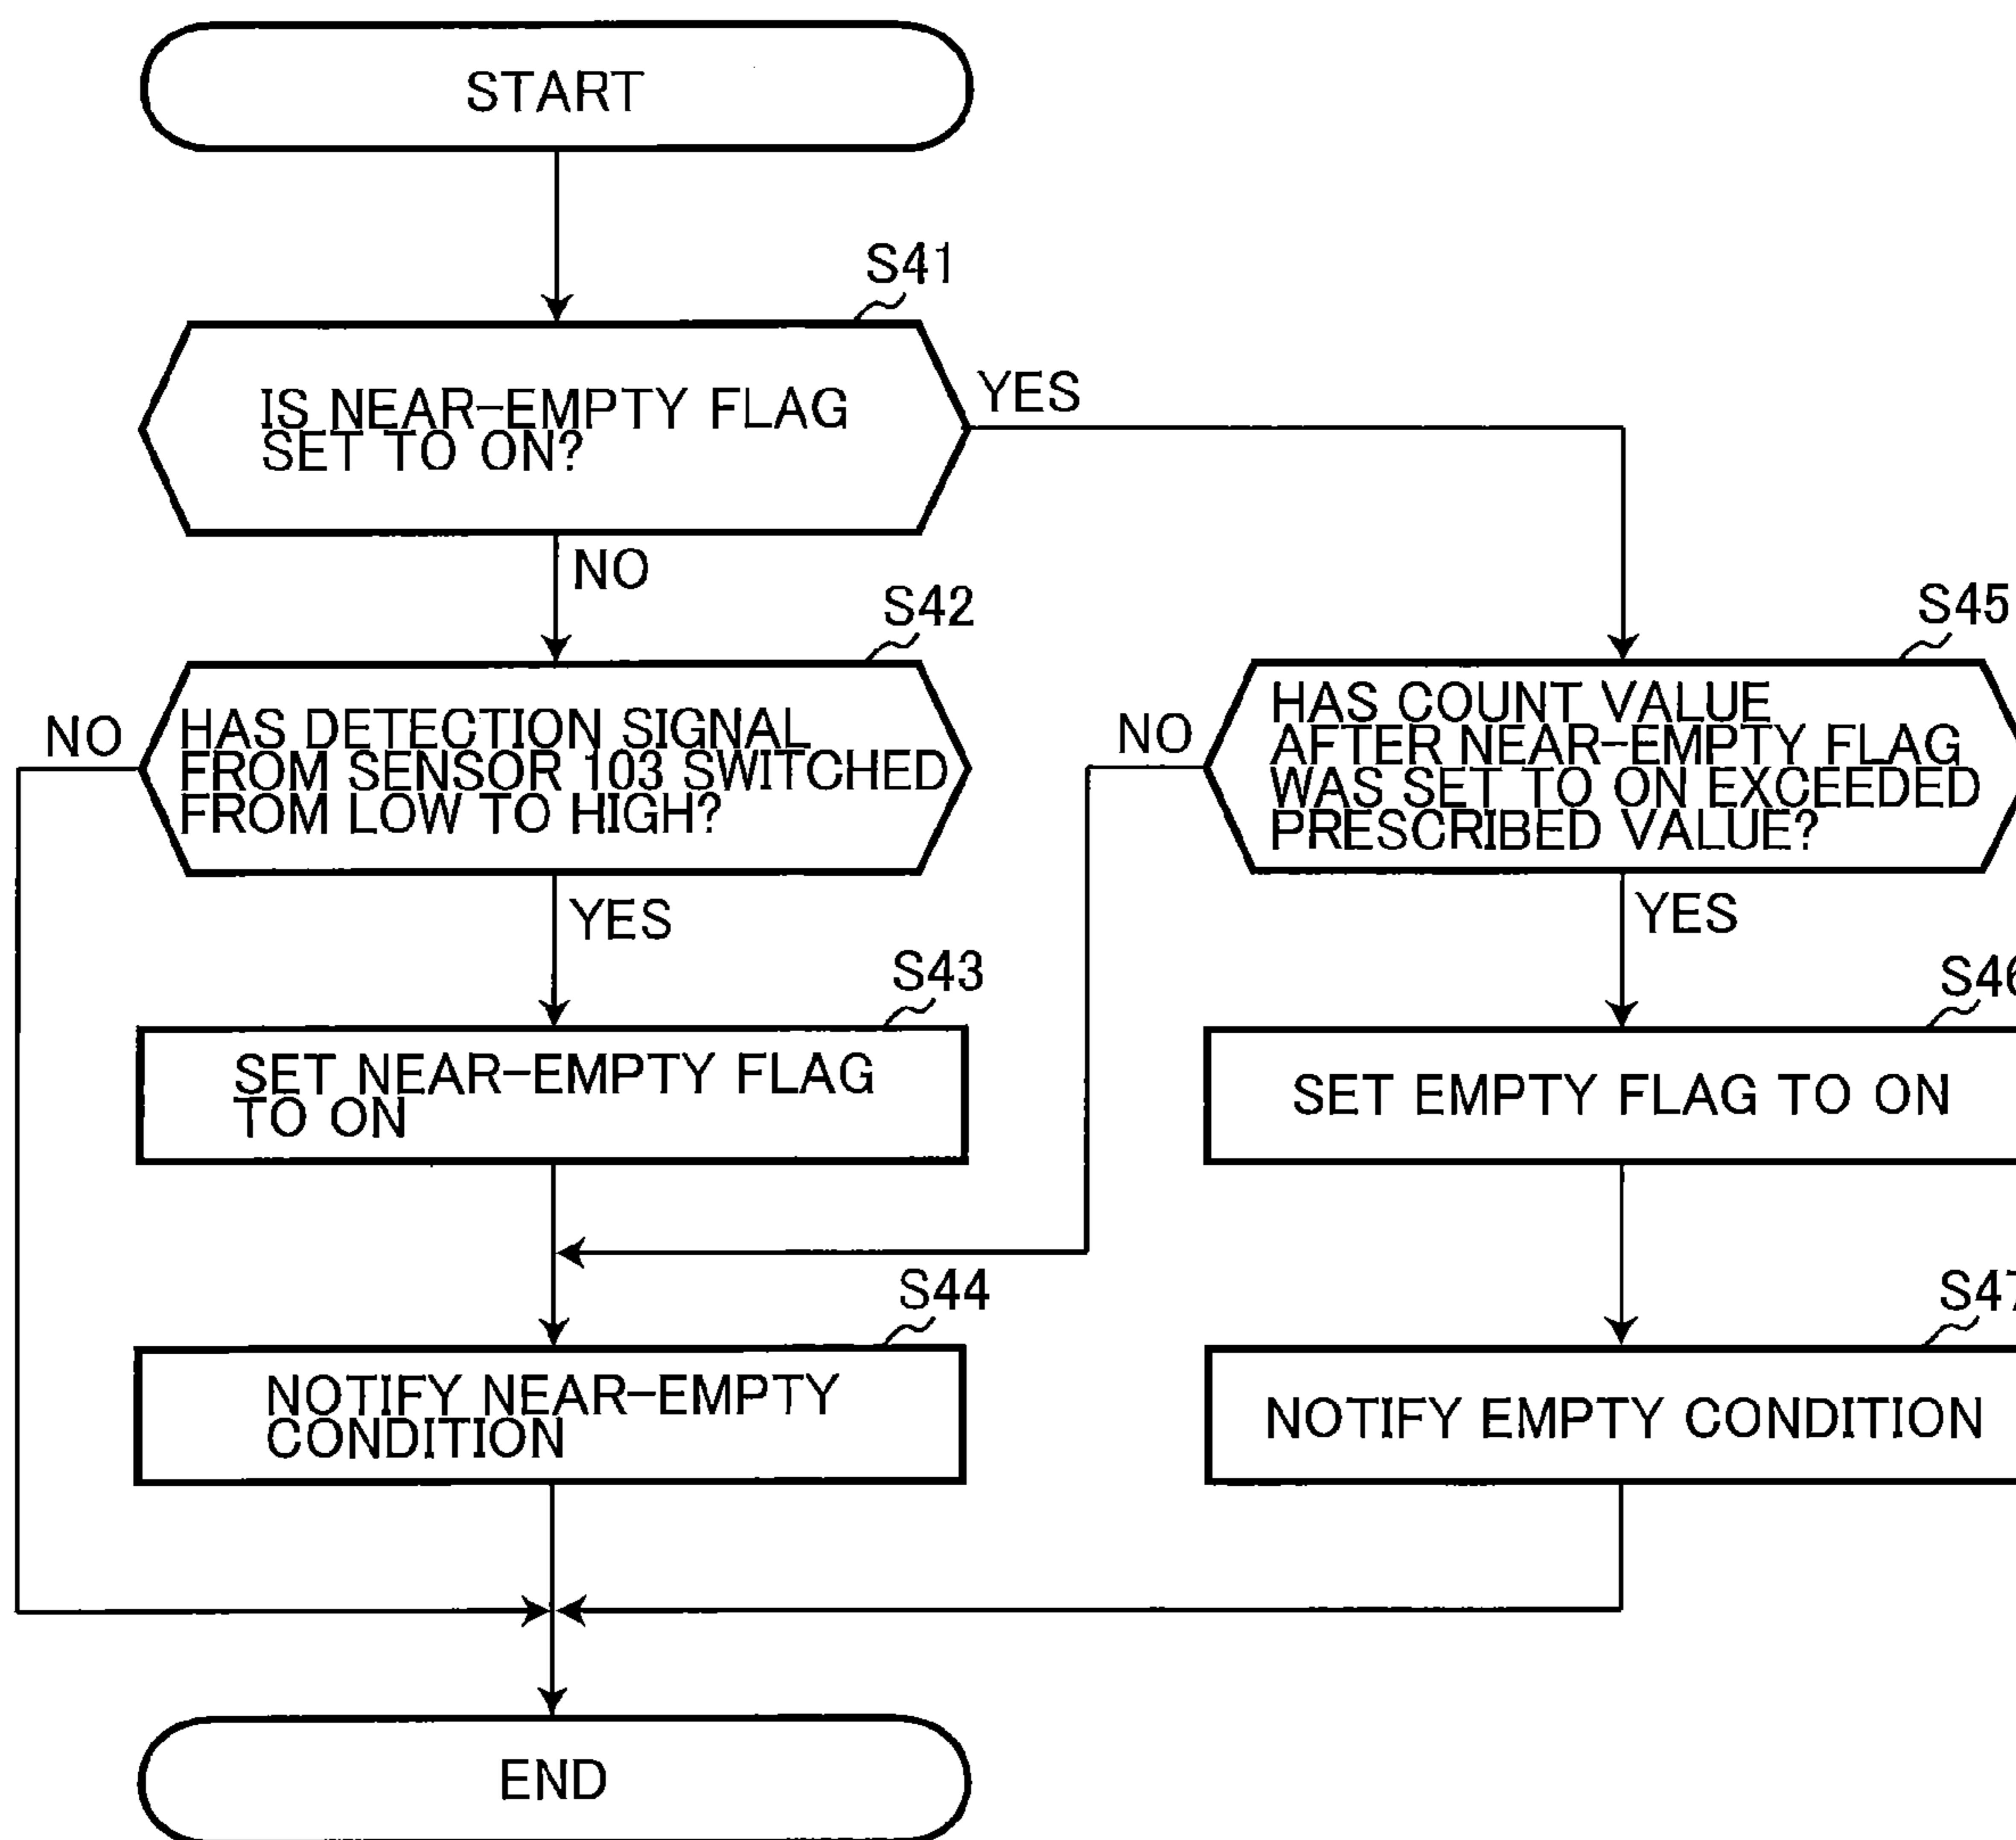 START
S41
IS NEAR-EMPTY FLAG
SET TO ON?
YES
NO
S42
HAS DETECTION SIGNAL
FROM SENSOR 103 SWITCHED
FROM LOW TO HIGH?
NO
YES
S43
SET NEAR-EMPTY FLAG
TO ON
S44
NOTIFY NEAR-EMPTY
CONDITION
S45
HAS COUNT VALUE
AFTER NEAR-EMPTY FLAG
WAS SET TO ON EXCEEDED
PRESCRIBED VALUE?
NO
YES
S46
SET EMPTY FLAG TO ON
S47
NOTIFY EMPTY CONDITION
END